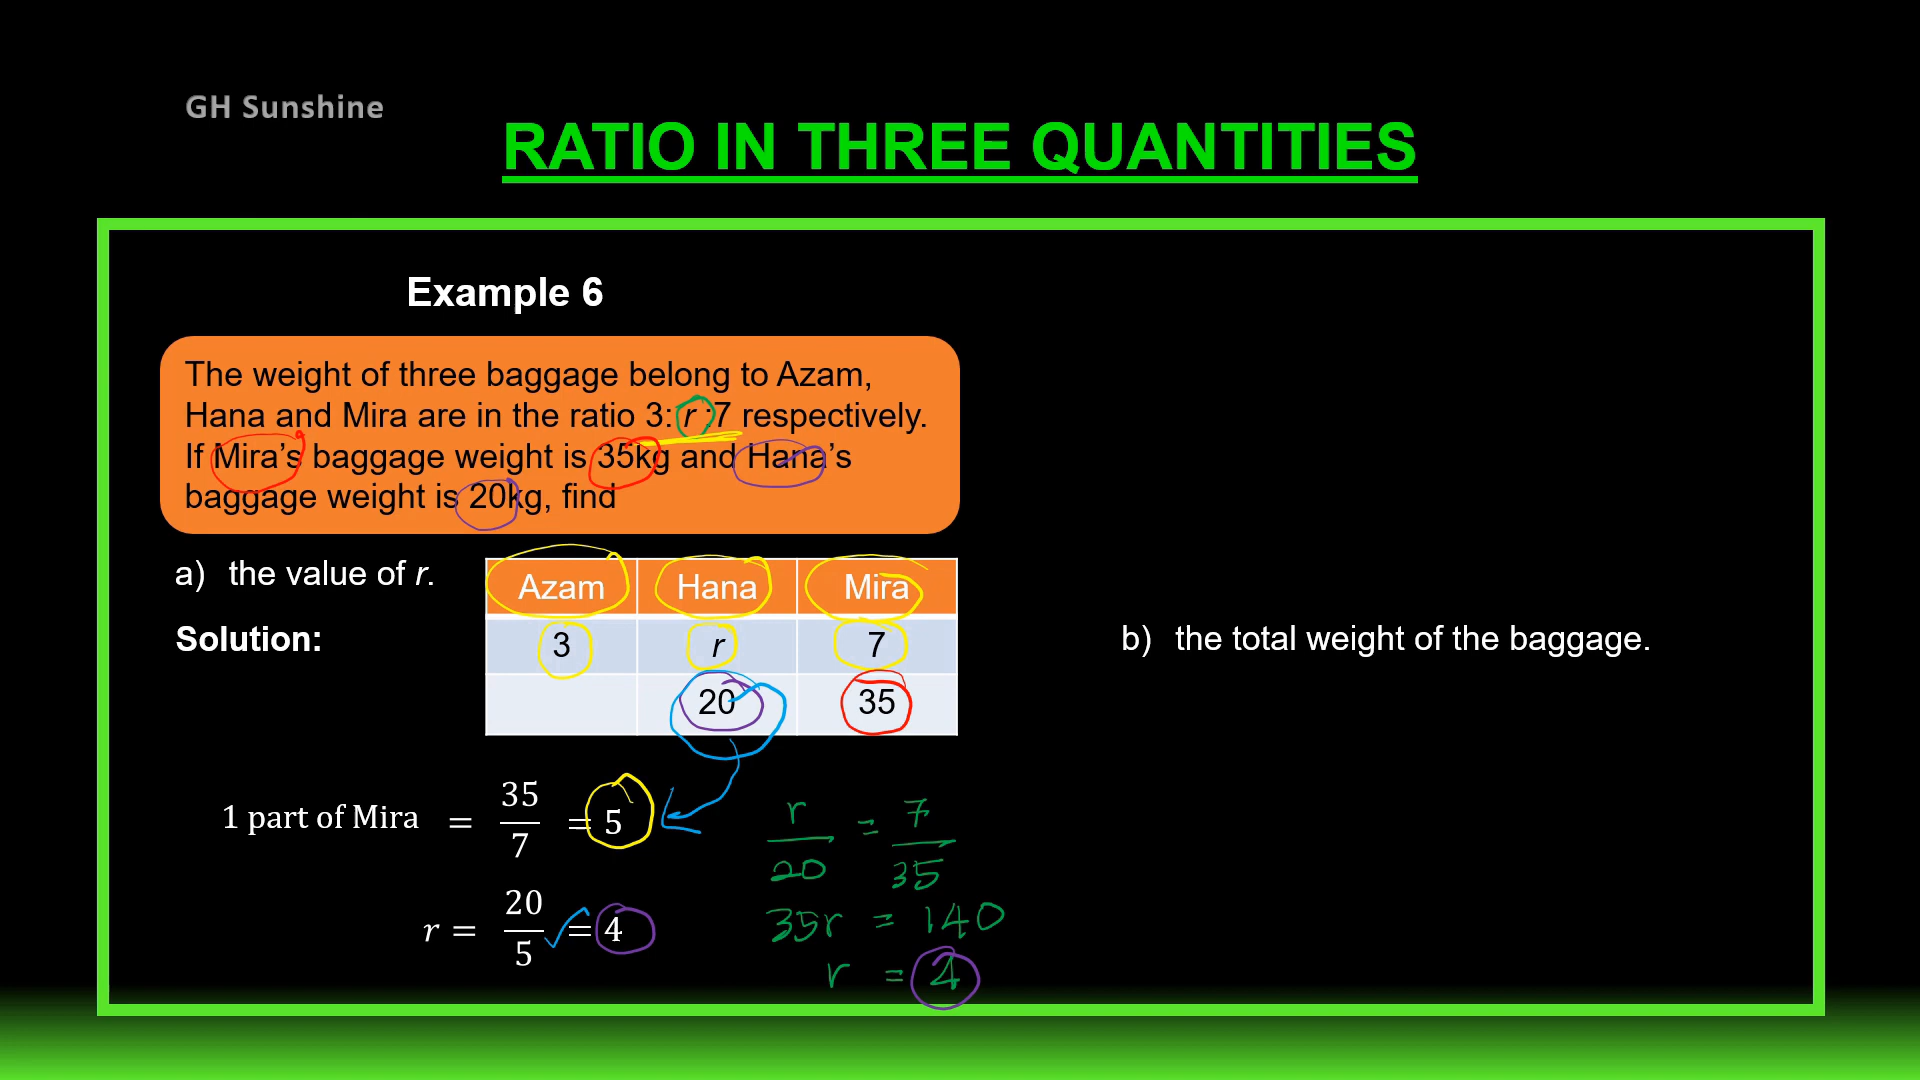 GH Sunshine
RATIO IN THREE QUANTITIES
Example 6
The weight of three baggage belong to Azam,
Hana and Mira are in the ratio 3: r :7 respectively.
If Mira's baggage weight is 35kg and Hana's
baggage weight is 20kg, find
a) the value of r.
Solution:
Azam Hana Mira
3 r 7
20 35
1 part of Mira = 35/7 = 5
r = 20/5 = 4
r/20 = 7/35
35r = 140
r = 4
b) the total weight of the baggage.